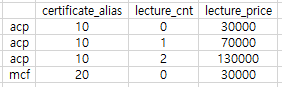 certificate_alias lecture_cnt lecture_price
acp 10 0 30000
acp 10 1 70000
acp 10 2 130000
mcf 20 0 30000